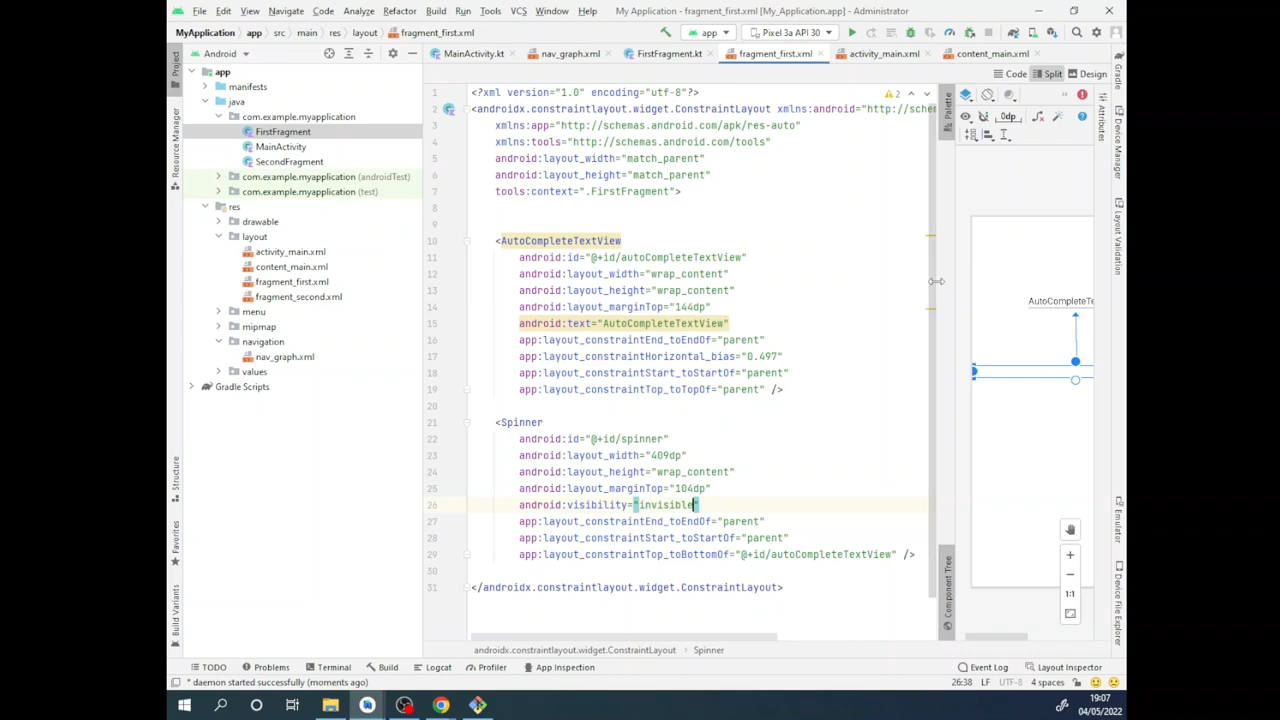 File Edit View Navigate Code Analyze Refactor Build Run Tools VCS Window Help My Application - fragment_first.xml [My_Application.app] - Administrator
MyApplication app src main res layout fragment_first.xml app Pixel 3a API 30
Android MainActivity.kt nav_graph.xml FirstFragment.kt fragment_first.xml activity_main.xml content_main.xml
Code Split Design
app
manifests
java
com.example.myapplication
FirstFragment
MainActivity
SecondFragment
com.example.myapplication (androidTest)
com.example.myapplication (test)
res
drawable
layout
activity_main.xml
content_main.xml
fragment_first.xml
fragment_second.xml
menu
mipmap
navigation
nav_graph.xml
values
Gradle Scripts
2
1 <?xml version="1.0" encoding="utf-8"?>
2 <androidx.constraintlayout.widget.ConstraintLayout xmlns:android="http://sche
3 xmlns:app="http://schemas.android.com/apk/res-auto"
4 xmlns:tools="http://schemas.android.com/tools"
5 android:layout_width="match_parent"
6 android:layout_height="match_parent"
7 tools:context=".FirstFragment">
8
9
10 <AutoCompleteTextView
11 android:id="@+id/autoCompleteTextView"
12 android:layout_width="wrap_content"
13 android:layout_height="wrap_content"
14 android:layout_marginTop="144dp"
15 android:text="AutoCompleteTextView"
16 app:layout_constraintEnd_toEndOf="parent"
17 app:layout_constraintHorizontal_bias="0.497"
18 app:layout_constraintStart_toStartOf="parent"
19 app:layout_constraintTop_toTopOf="parent" />
20
21 <Spinner
22 android:id="@+id/spinner"
23 android:layout_width="409dp"
24 android:layout_height="wrap_content"
25 android:layout_marginTop="104dp"
26 android:visibility="invisible"
27 app:layout_constraintEnd_toEndOf="parent"
28 app:layout_constraintStart_toStartOf="parent"
29 app:layout_constraintTop_toBottomOf="@+id/autoCompleteTextView" />
30
31 </androidx.constraintlayout.widget.ConstraintLayout>
0dp
AutoCompleteTe
1:1
Project
Resource Manager
Structure
Favorites
Build Variants
Palette
Component Tree
Attributes
Gradle
Device Manager
Layout Validation
Emulator
Device File Explorer
androidx.constraintlayout.widget.ConstraintLayout Spinner
TODO Problems Terminal Build Logcat Profiler App Inspection Event Log Layout Inspector
* daemon started successfully (moments ago) 26:38 LF UTF-8 4 spaces
19:07
04/05/2022